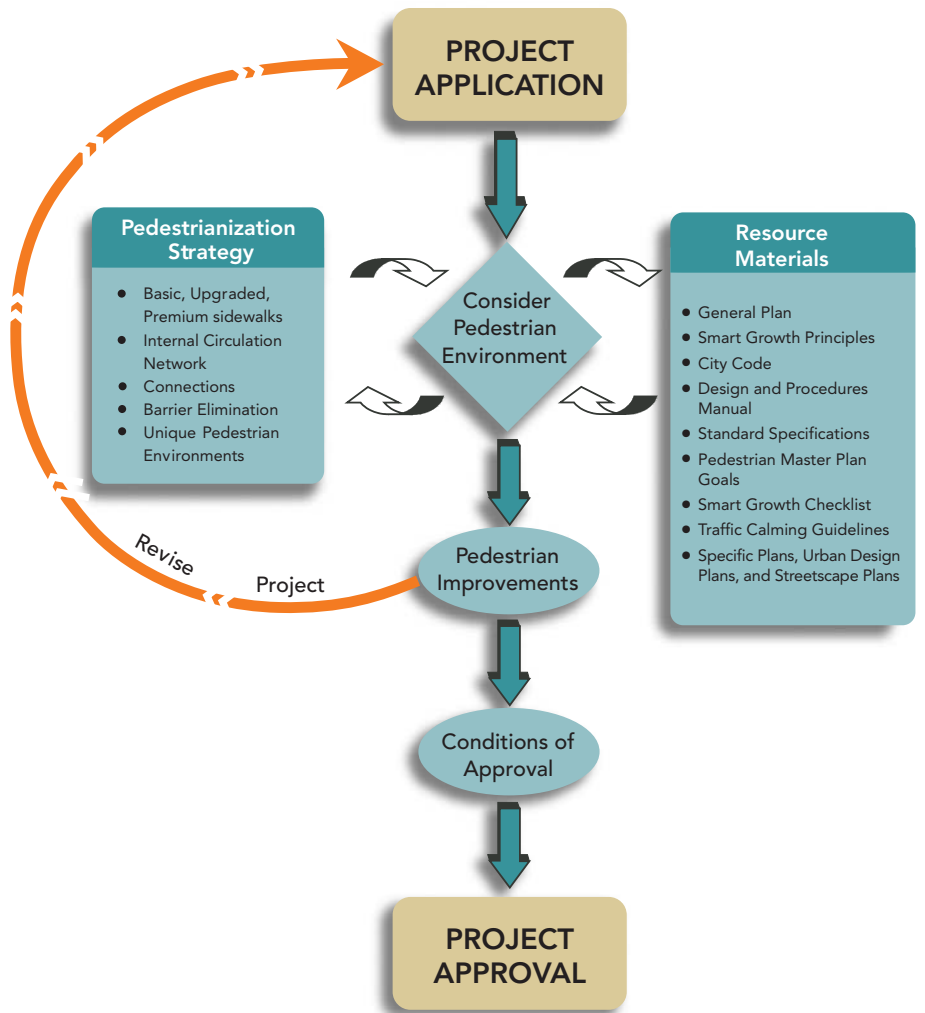 PROJECT
APPLICATION
Pedestrianization
Strategy
● Basic, Upgraded,
Premium sidewalks
● Internal Circulation
Network
● Connections
● Barrier Elimination
● Unique Pedestrian
Environments
Consider
Pedestrian
Environment
Resource
Materials
● General Plan
● Smart Growth Principles
● City Code
● Design and Procedures
Manual
● Standard Specifications
● Pedestrian Master Plan
Goals
● Smart Growth Checklist
● Traffic Calming Guidelines
● Specific Plans, Urban Design
Plans, and Streetscape Plans
Revise
Project
Pedestrian
Improvements
Conditions of
Approval
PROJECT
APPROVAL